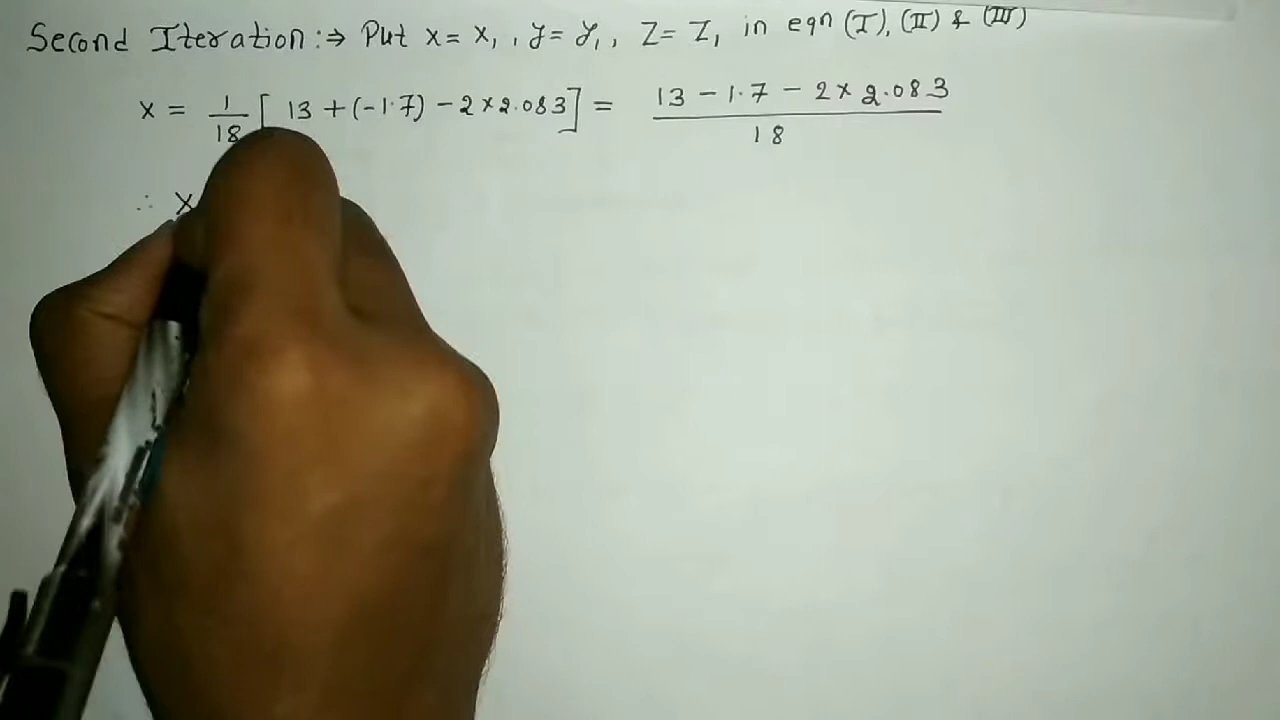 Second Iteration :⇒ Put x = x₁, y = y₁, z = z₁ in eqn (I), (II) & (III)
x = 1/18 [ 13 + (-1.7) - 2 × 2.083 ] = (13 - 1.7 - 2 × 2.083)/18
∴ x